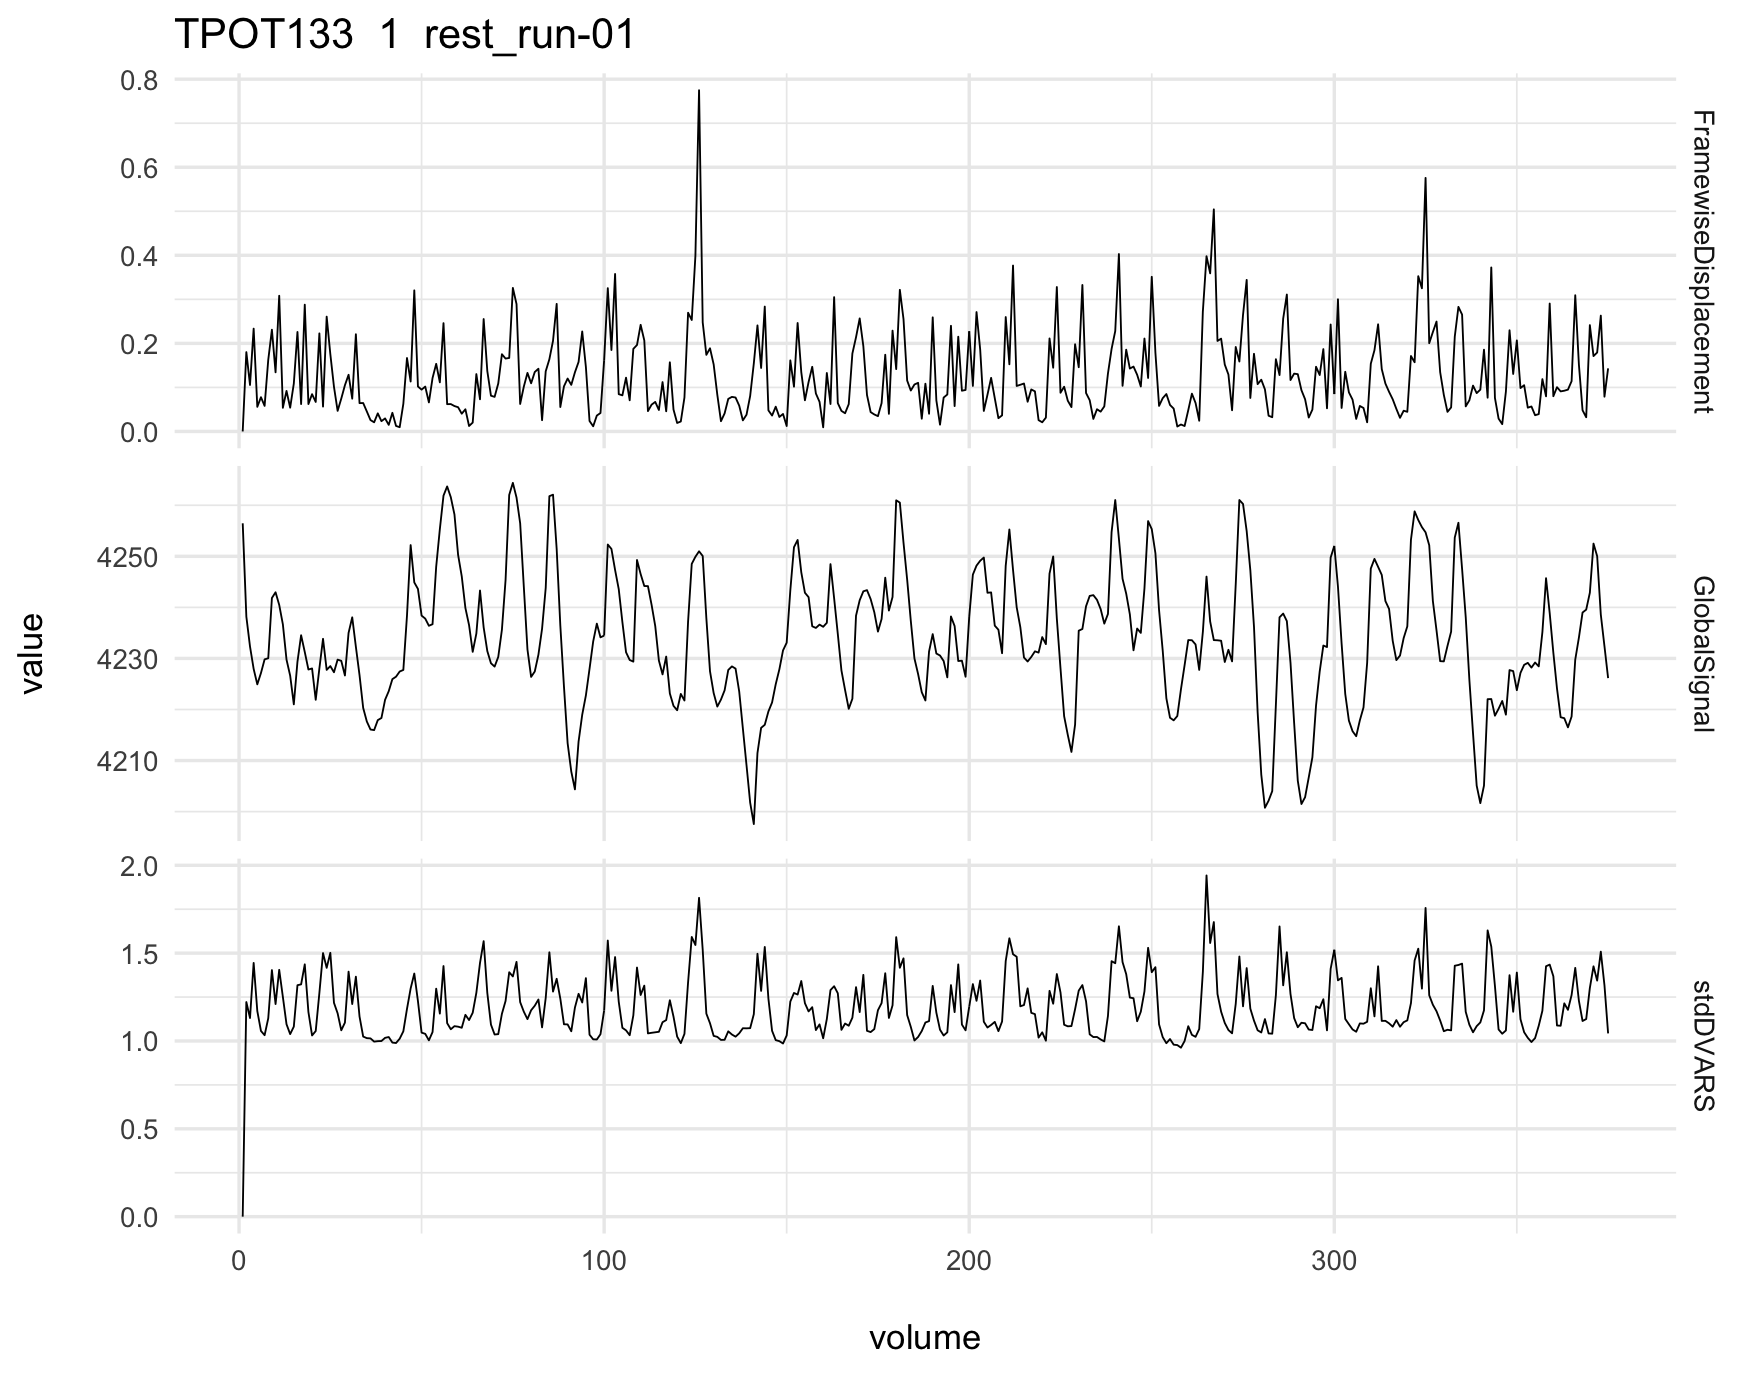 TPOT133 1 rest_run-01
0.8
0.6
0.4
0.2
0.0
FramewiseDisplacement
4250
4230
4210
GlobalSignal
value
2.0
1.5
1.0
0.5
0.0
stdDVARS
0 100 200 300
volume